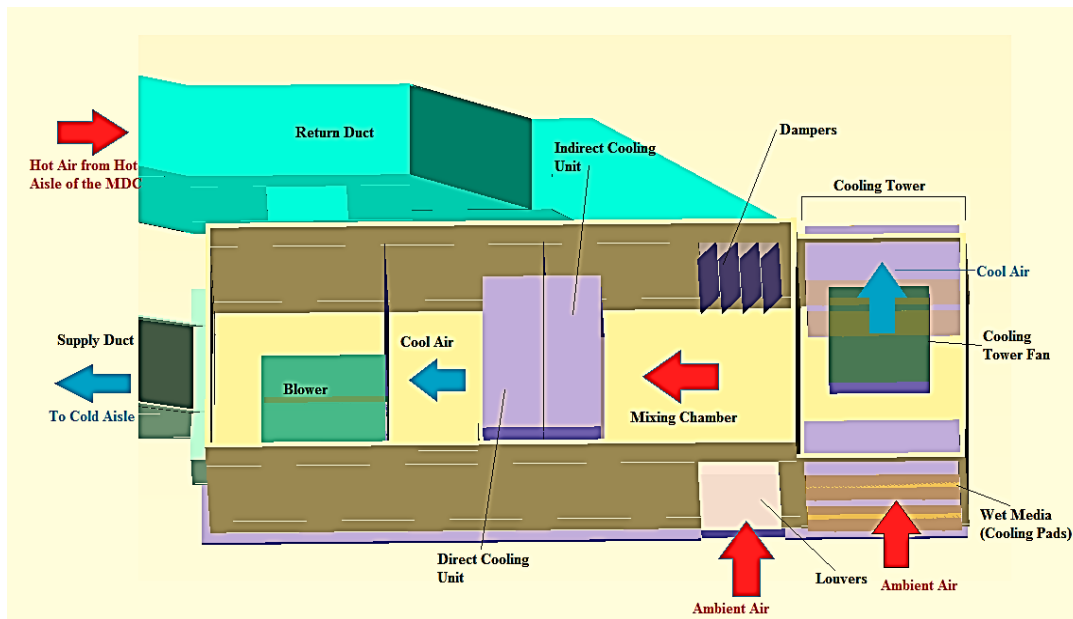 Return Duct
Dampers
Hot Air from Hot
Aisle of the MDC
Indirect Cooling
Unit
Cooling Tower
Cool Air
Supply Duct
Cool Air
Cooling
Tower Fan
Blower
To Cold Aisle
Mixing Chamber
Wet Media
(Cooling Pads)
Direct Cooling
Unit
Louvers
Ambient Air
Ambient Air